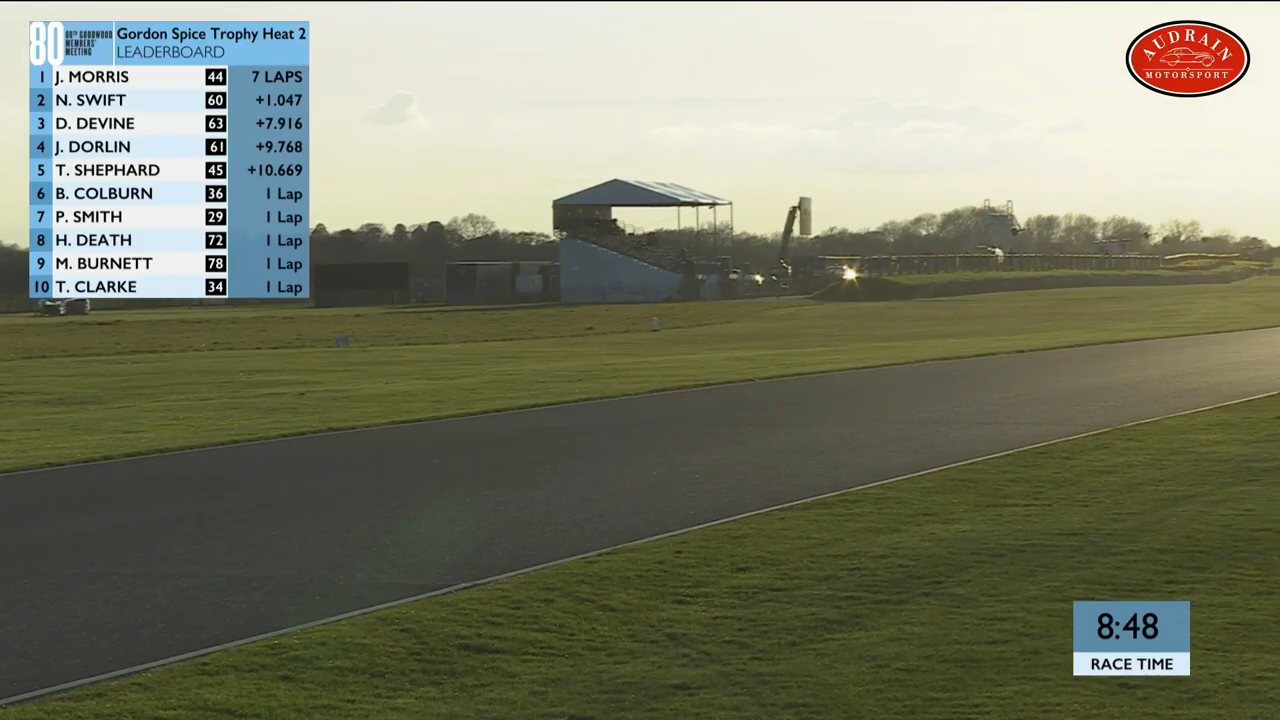 80
80TH GOODWOOD
MEMBERS'
MEETING
Gordon Spice Trophy Heat 2
LEADERBOARD
1 J. MORRIS 44 7 LAPS
2 N. SWIFT 60 +1.047
3 D. DEVINE 63 +7.916
4 J. DORLIN 61 +9.768
5 T. SHEPHARD 45 +10.669
6 B. COLBURN 36 1 Lap
7 P. SMITH 29 1 Lap
8 H. DEATH 72 1 Lap
9 M. BURNETT 78 1 Lap
10 T. CLARKE 34 1 Lap
AUDRAIN
MOTORSPORT
8:48
RACE TIME